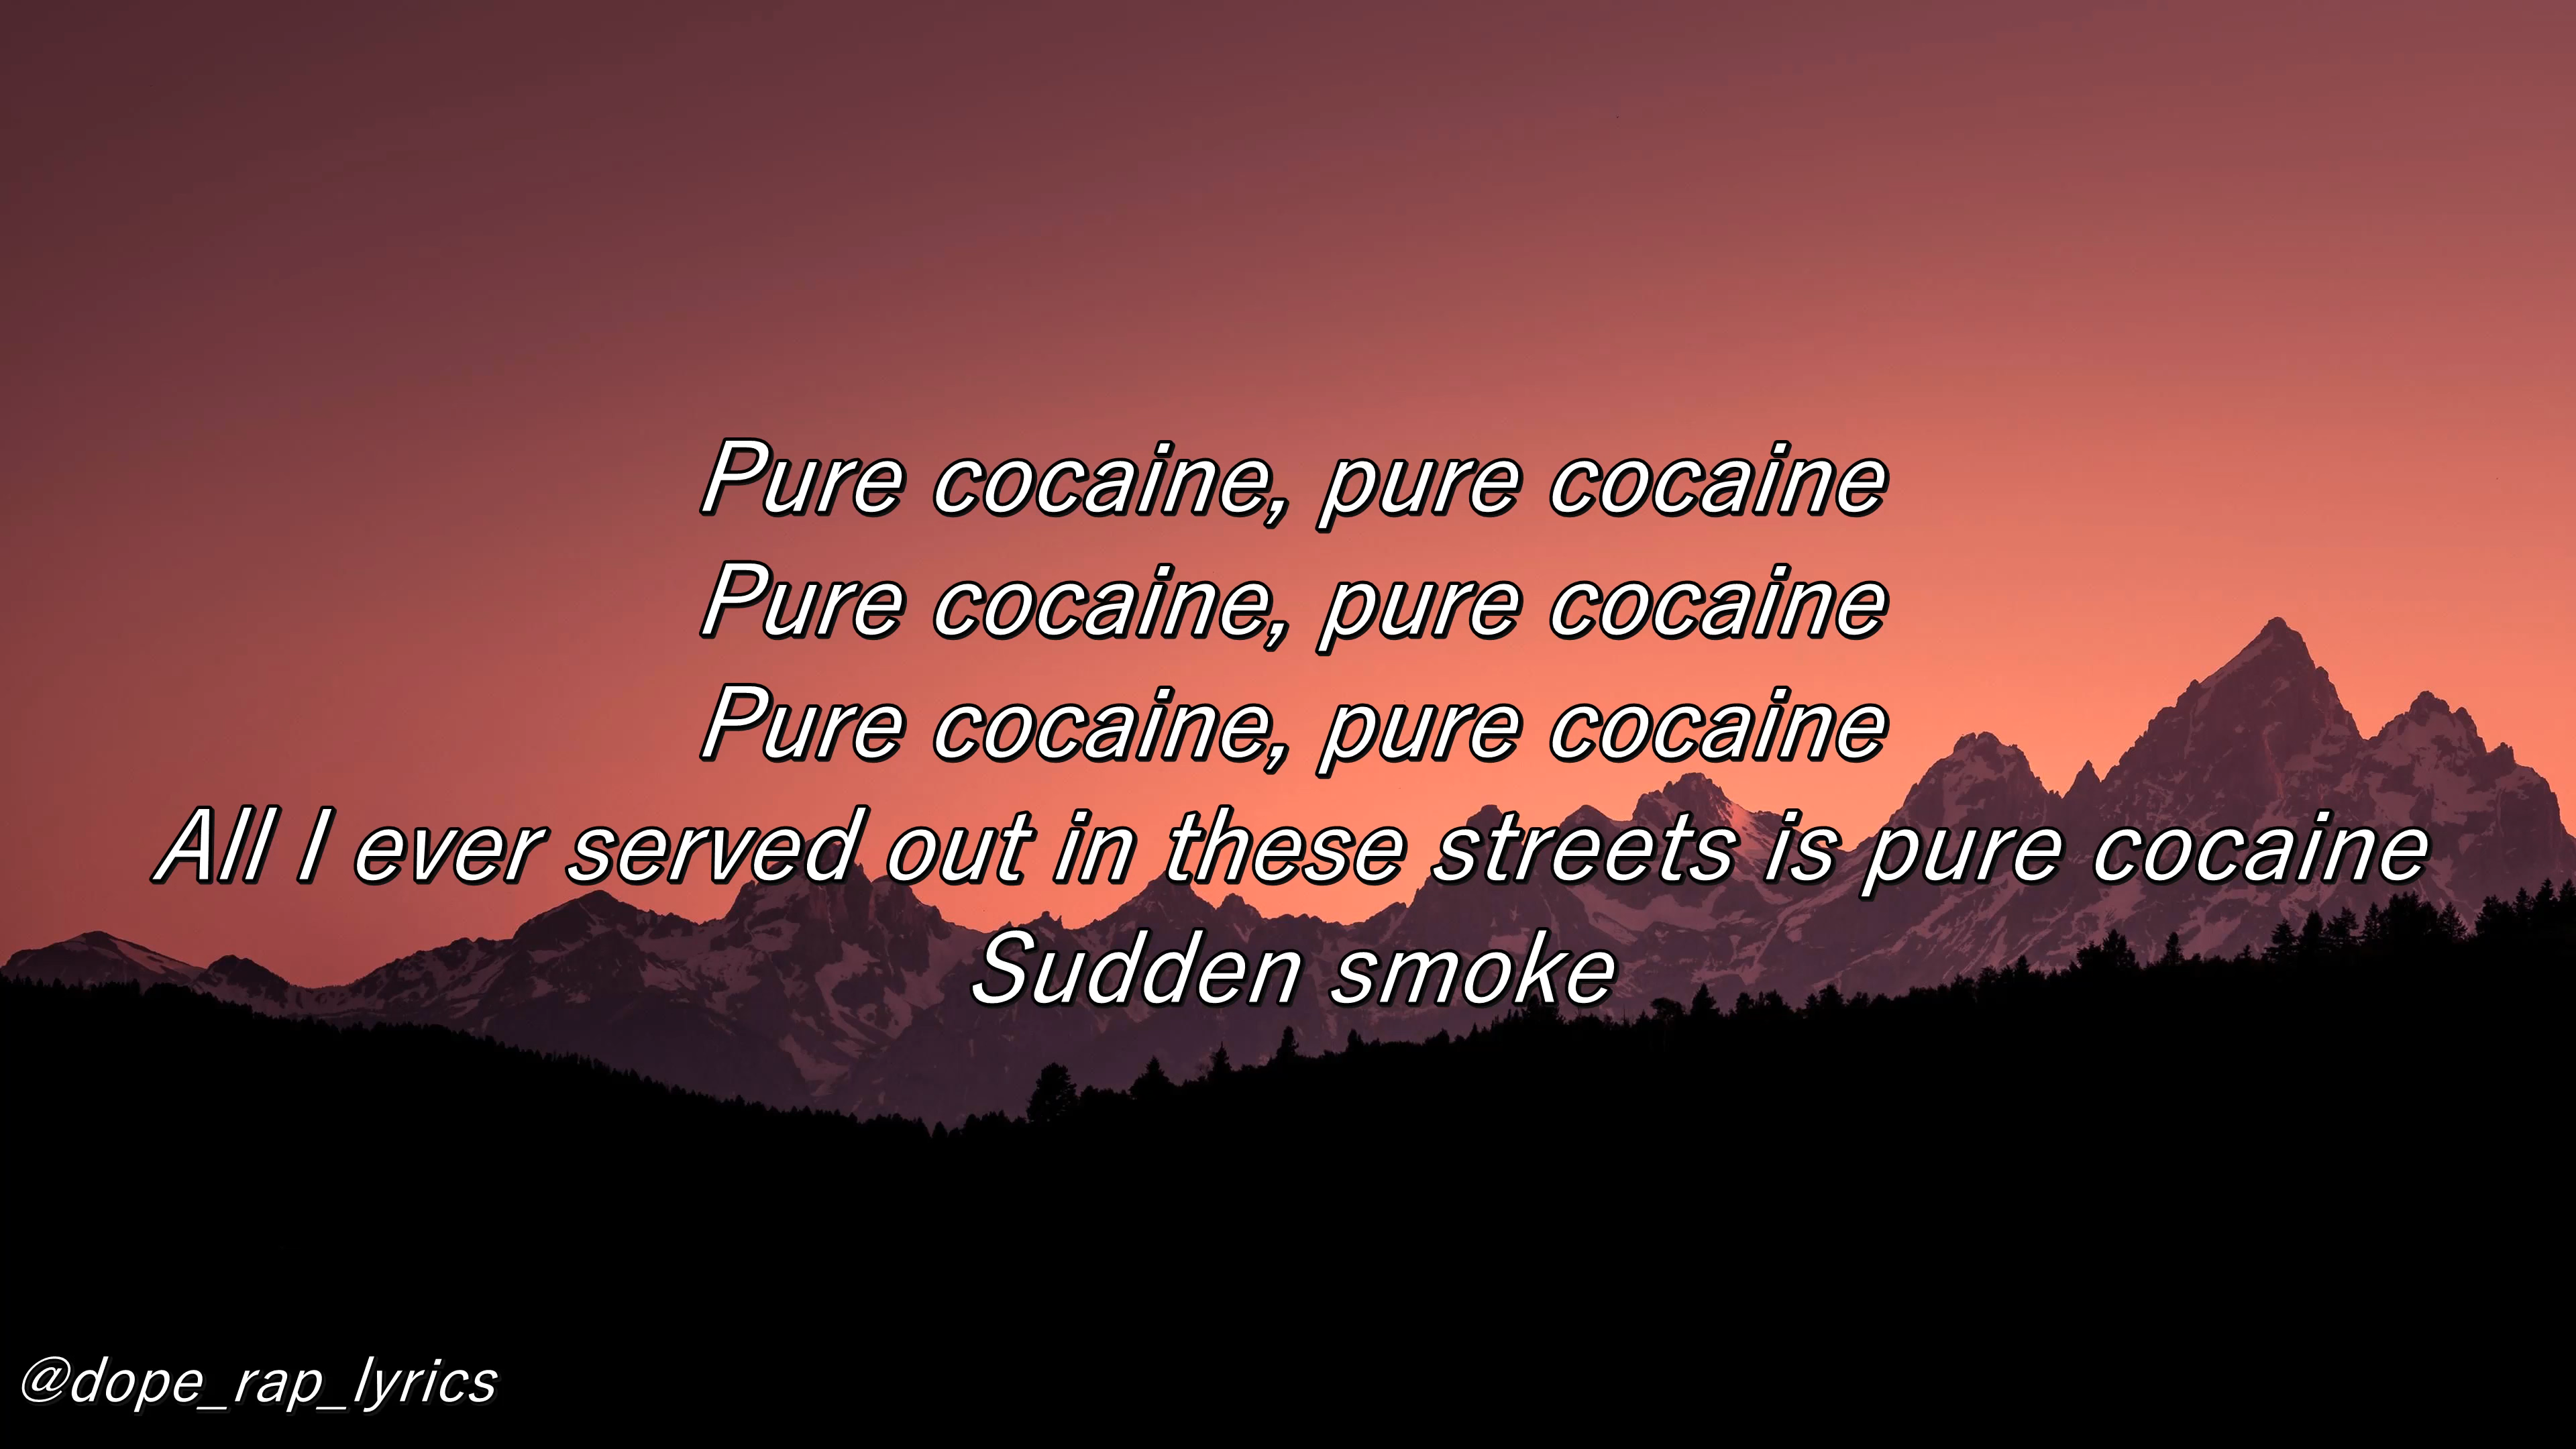 Pure cocaine, pure cocaine
Pure cocaine, pure cocaine
Pure cocaine, pure cocaine
All I ever served out in these streets is pure cocaine
Sudden smoke
@dope_rap_lyrics